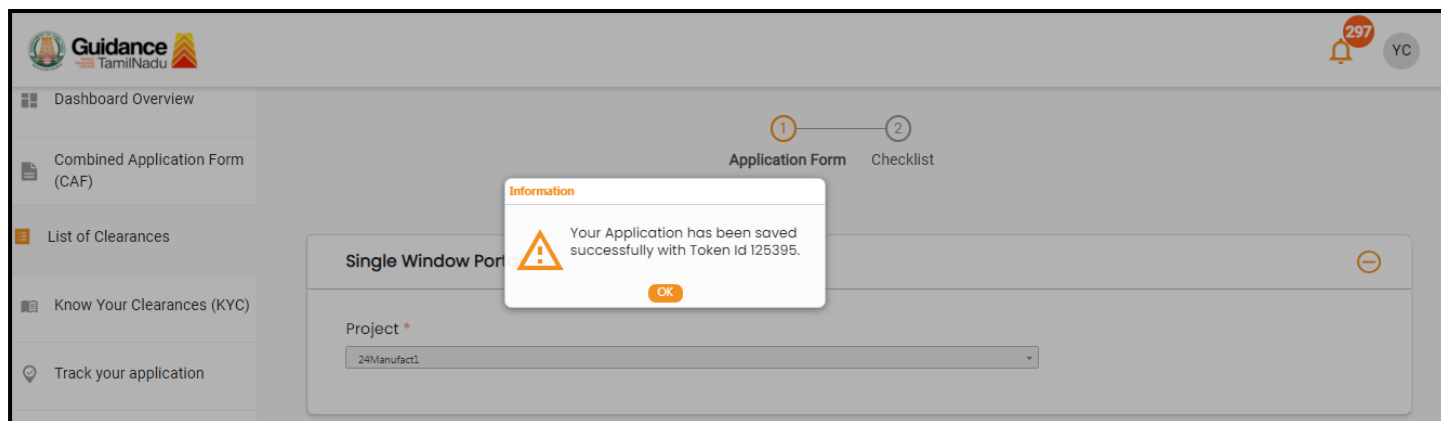 Guidance
TamilNadu
297
YC
Dashboard Overview
Combined Application Form
(CAF)
List of Clearances
Know Your Clearances (KYC)
Track your application
1
2
Application Form
Checklist
Information
Your Application has been saved
successfully with Token Id 125395.
OK
Single Window
Project *
24Manufact1